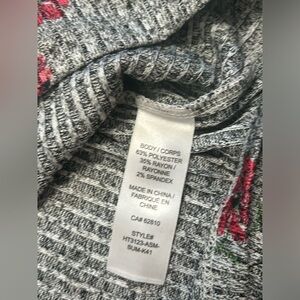 BODY / CORPS
63% POLYESTER
35% RAYON /
RAYONNE
2% SPANDEX
MADE IN CHINA /
FABRIQUÉ EN
CHINE
CA# 62810
STYLE#
HT3123-ASM-
SUM-K41